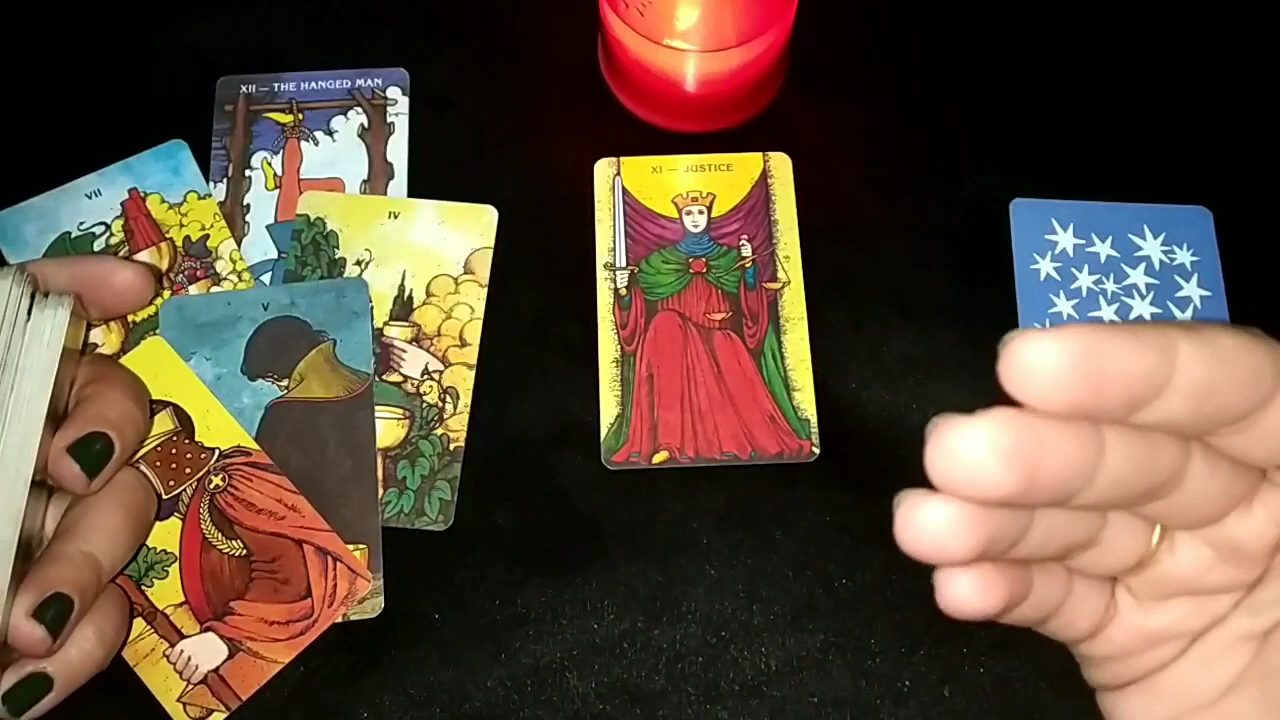 XII — THE HANGED MAN
VII
IV
V
XI — JUSTICE